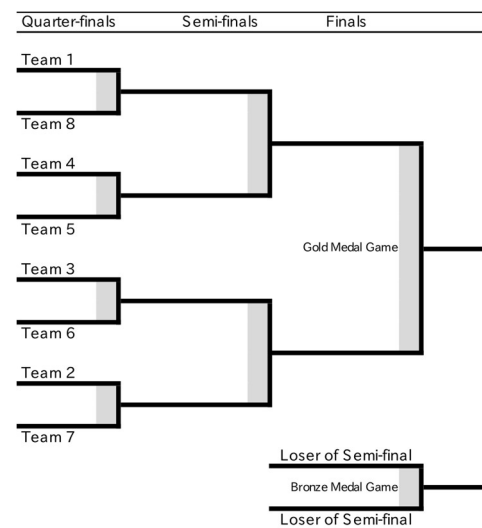 Quarter-finals Semi-finals Finals
Team 1
Team 8
Team 4
Team 5
Gold Medal Game
Team 3
Team 6
Team 2
Team 7
Loser of Semi-final
Bronze Medal Game
Loser of Semi-final